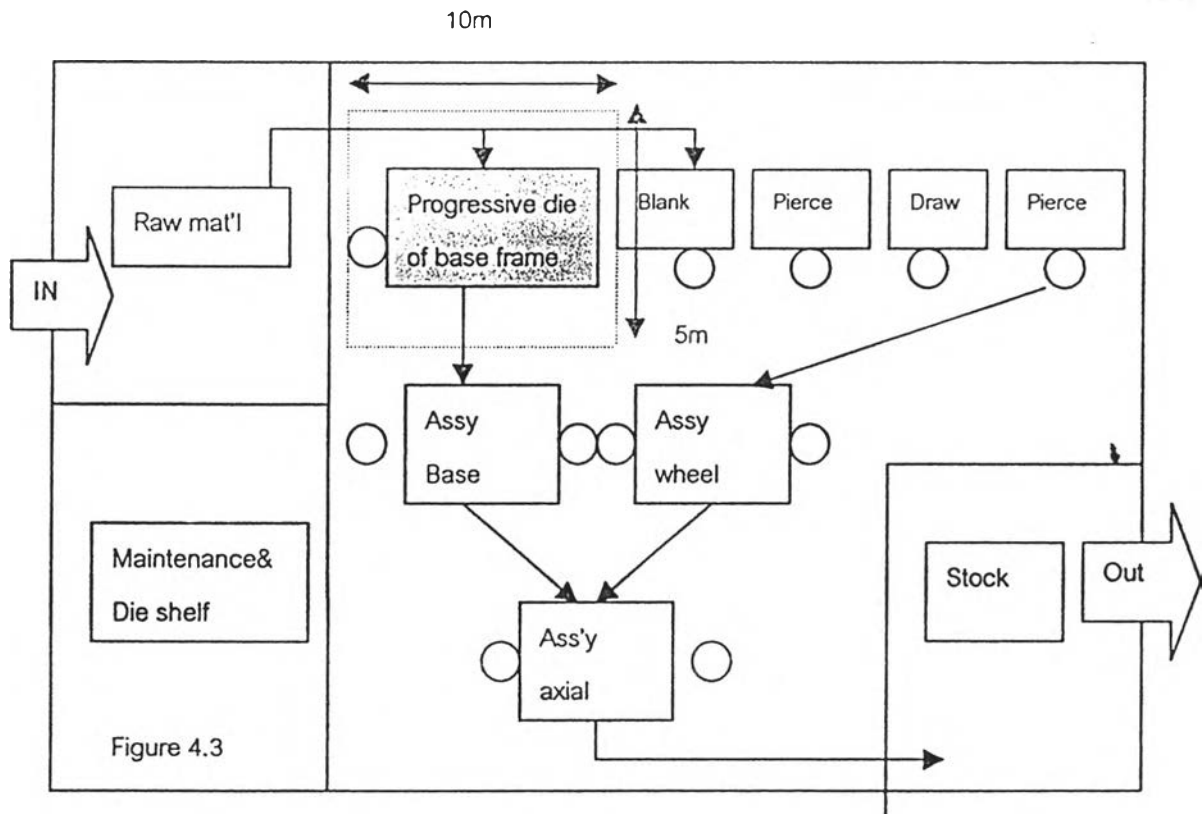 10m
Raw mat'l
IN
Progressive die
of base frame
Blank
Pierce
Draw
Pierce
5m
Assy
Base
Assy
wheel
Maintenance&
Die shelf
Stock
Out
Ass'y
axial
Figure 4.3